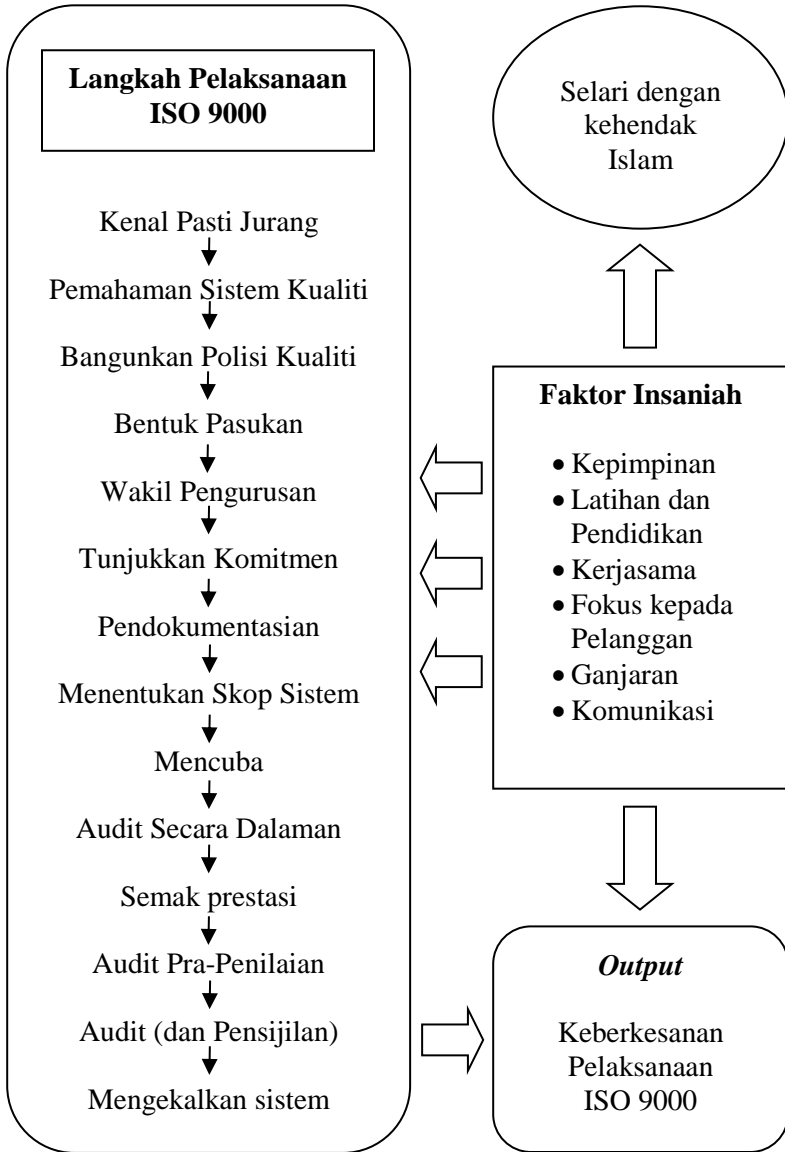 Langkah Pelaksanaan
ISO 9000
Kenal Pasti Jurang
Pemahaman Sistem Kualiti
Bangunkan Polisi Kualiti
Bentuk Pasukan
Wakil Pengurusan
Tunjukkan Komitmen
Pendokumentasian
Menentukan Skop Sistem
Mencuba
Audit Secara Dalaman
Semak prestasi
Audit Pra-Penilaian
Audit (dan Pensijilan)
Mengekalkan sistem
Selari dengan
kehendak
Islam
Faktor Insaniah
• Kepimpinan
• Latihan dan
Pendidikan
• Kerjasama
• Fokus kepada
Pelanggan
• Ganjaran
• Komunikasi
Output
Keberkesanan
Pelaksanaan
ISO 9000